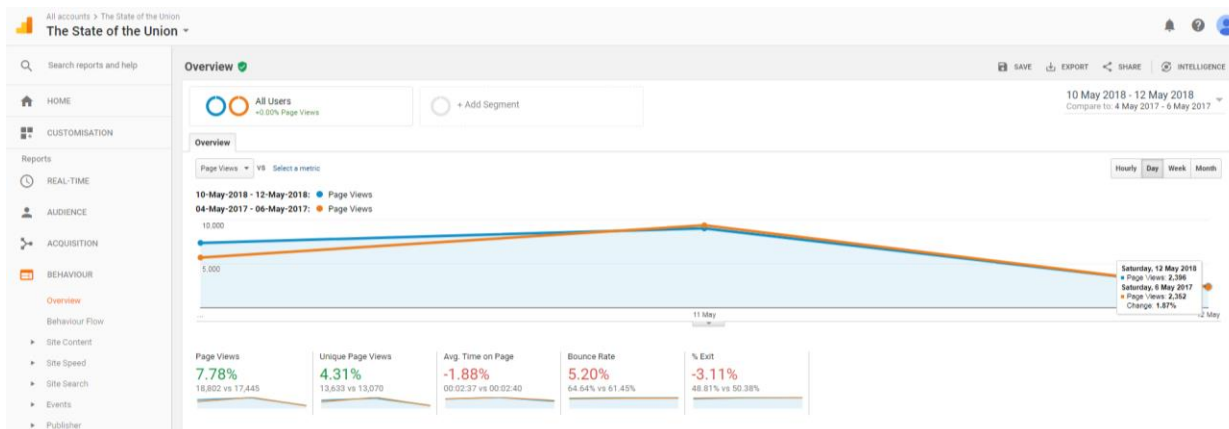 All accounts > The State of the Union
The State of the Union
Search reports and help
HOME
CUSTOMISATION
Reports
REAL-TIME
AUDIENCE
ACQUISITION
BEHAVIOUR
Overview
Behaviour Flow
Site Content
Site Speed
Site Search
Events
Publisher
Overview
SAVE
EXPORT
SHARE
INTELLIGENCE
All Users
+0.00% Page Views
+ Add Segment
10 May 2018 - 12 May 2018
Compare to: 4 May 2017 - 6 May 2017
Overview
Page Views
VS
Select a metric
Hourly
Day
Week
Month
10-May-2018 - 12-May-2018: Page Views
04-May-2017 - 06-May-2017: Page Views
10,000
5,000
Saturday, 12 May 2018
Page Views: 2,396
Saturday, 6 May 2017
Page Views: 2,352
Change: 1.87%
...
11 May
12 May
Page Views
7.78%
18,802 vs 17,445
Unique Page Views
4.31%
13,633 vs 13,070
Avg. Time on Page
-1.88%
00:02:37 vs 00:02:40
Bounce Rate
5.20%
64.64% vs 61.45%
% Exit
-3.11%
48.81% vs 50.38%